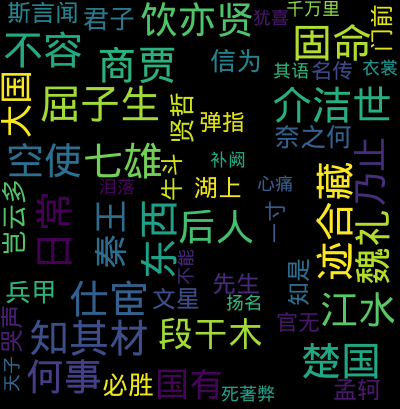 斯言闻
君子
饮亦贤
犹喜
千万里
门前
不容
商贾
信为
固命
其语
名传
衣裳
大国
屈子生
贤哲
弹指
介洁世
奈之何
乃止
空使
七雄
牛斗
补阙
泪落
湖上
心痛
迹合藏
岂云多
日常
秦王
东西
后人
一寸
魏礼
不能
先生
知是
兵甲
仕宦
文星
扬名
官无
江水
哭声
知其材
段干木
楚国
天子
何事
必胜
国有
死著弊
孟轲